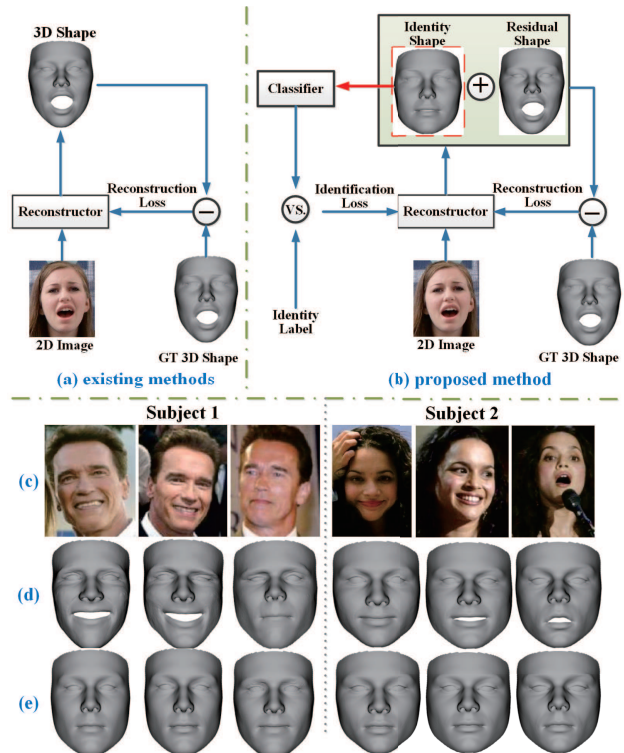 3D Shape
Reconstruction
Loss
Reconstructor
2D Image
GT 3D Shape
(a) existing methods
Identity
Shape
Residual
Shape
Classifier
+
VS.
Identification
Loss
Reconstructor
Reconstruction
Loss
Identity
Label
2D Image
GT 3D Shape
(b) proposed method
Subject 1
Subject 2
(c)
(d)
(e)